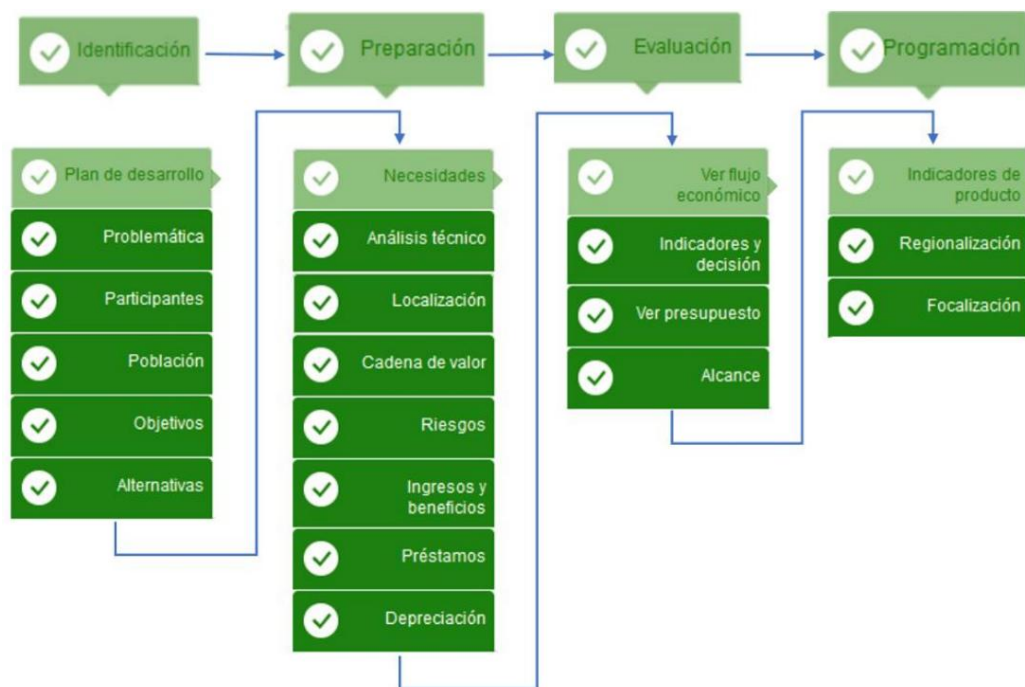 Identificación
Preparación
Evaluación
Programación
Plan de desarrollo
Problemática
Participantes
Población
Objetivos
Alternativas
Necesidades
Análisis técnico
Localización
Cadena de valor
Riesgos
Ingresos y
beneficios
Préstamos
Depreciación
Ver flujo
económico
Indicadores y
decisión
Ver presupuesto
Alcance
Indicadores de
producto
Regionalización
Focalización